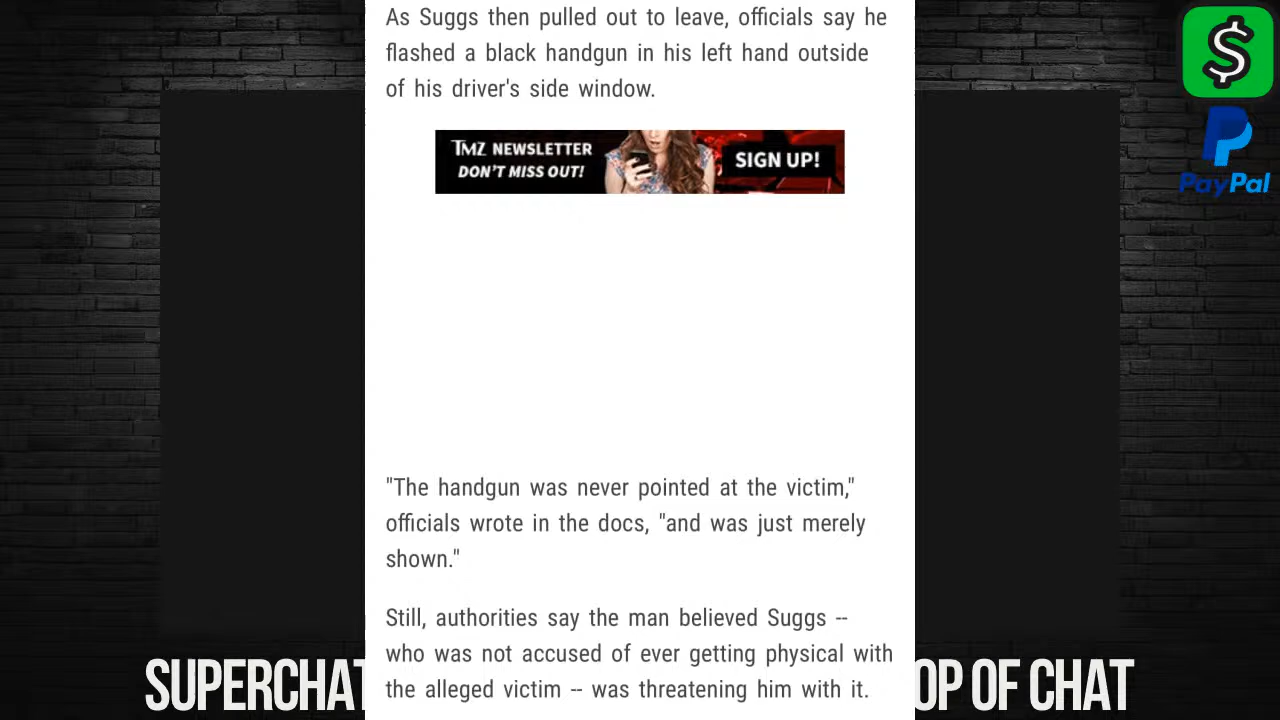 As Suggs then pulled out to leave, officials say he
flashed a black handgun in his left hand outside
of his driver's side window.
TMZ NEWSLETTER
DON'T MISS OUT!
SIGN UP!
$
PayPal
"The handgun was never pointed at the victim,"
officials wrote in the docs, "and was just merely
shown."
Still, authorities say the man believed Suggs --
who was not accused of ever getting physical with
the alleged victim -- was threatening him with it.
SUPERCHAT OP OF CHAT